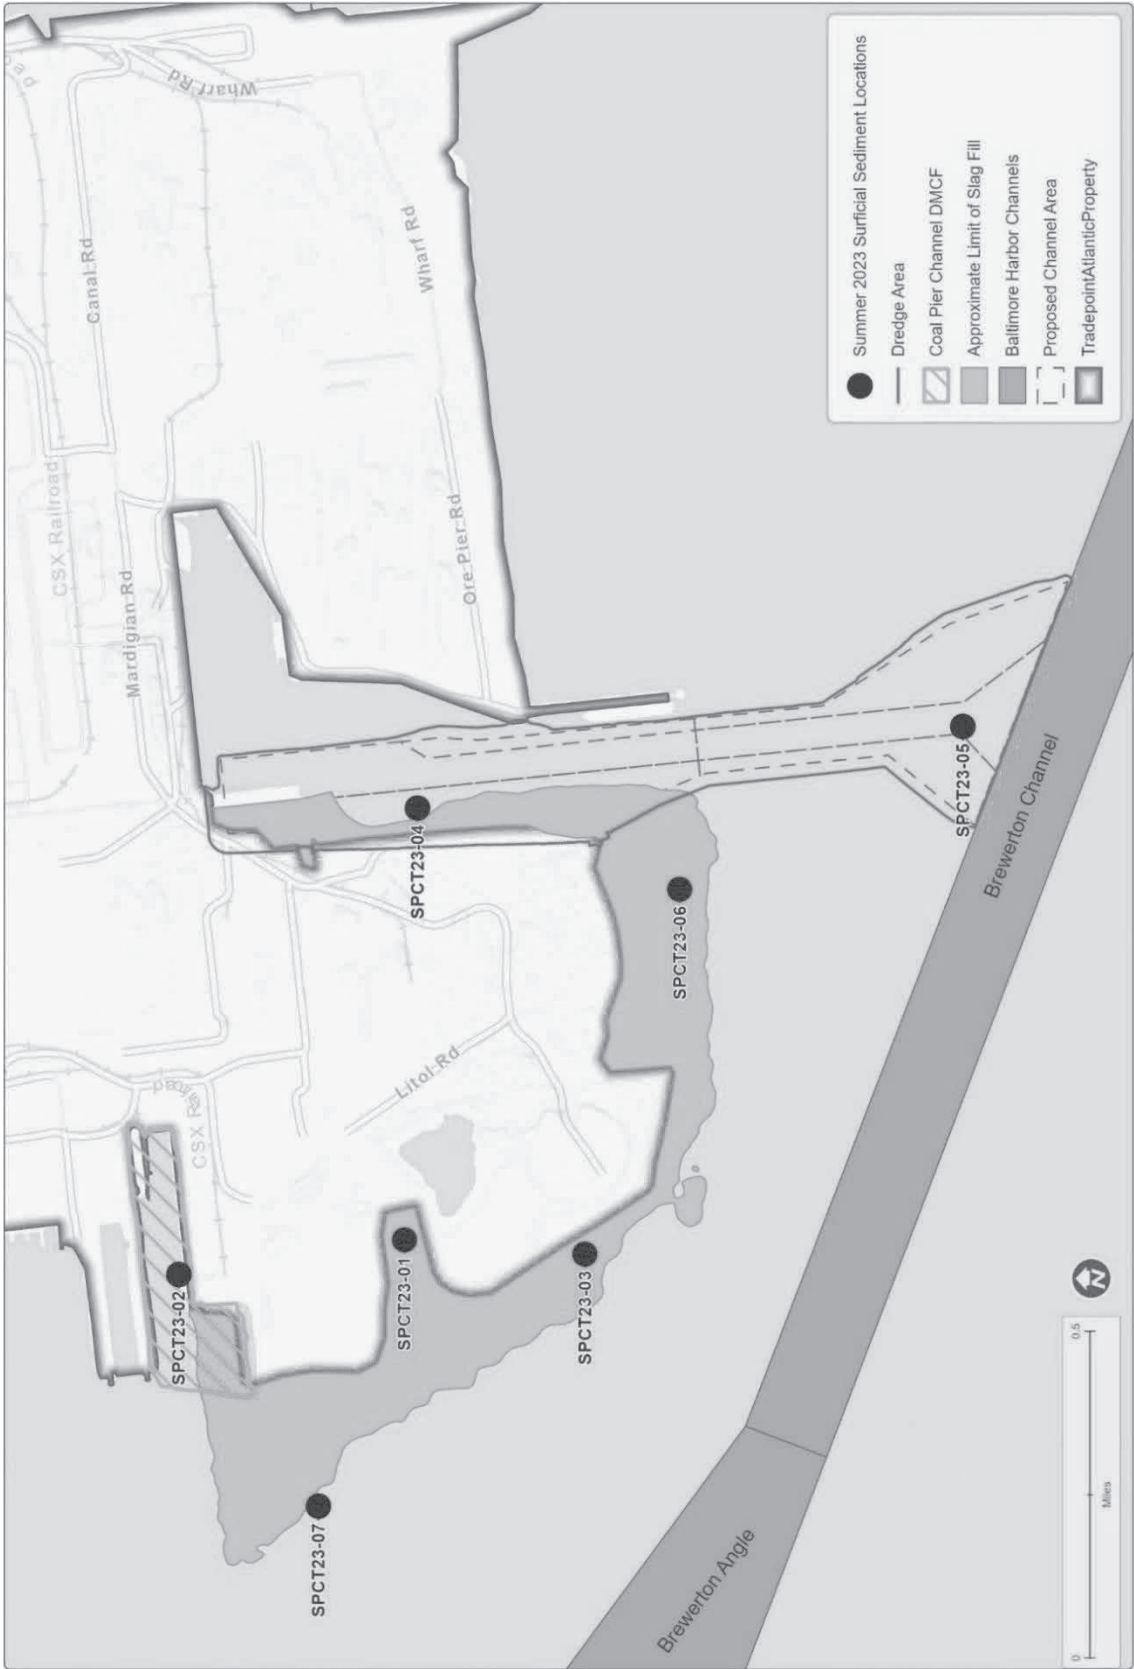 Wharf Rd
Canal Rd
CSX Railroad
Mardigian Rd
Wharf Rd
Ore Pier Rd
CSX Railroad
Litol Rd
SPCT23-02
SPCT23-01
SPCT23-07
SPCT23-03
SPCT23-04
SPCT23-06
SPCT23-05
Brewerton Channel
Brewerton Angle
Summer 2023 Surficial Sediment Locations
Dredge Area
Coal Pier Channel DMCF
Approximate Limit of Slag Fill
Baltimore Harbor Channels
Proposed Channel Area
TradepointAtlanticProperty
N
0
0.5
Miles